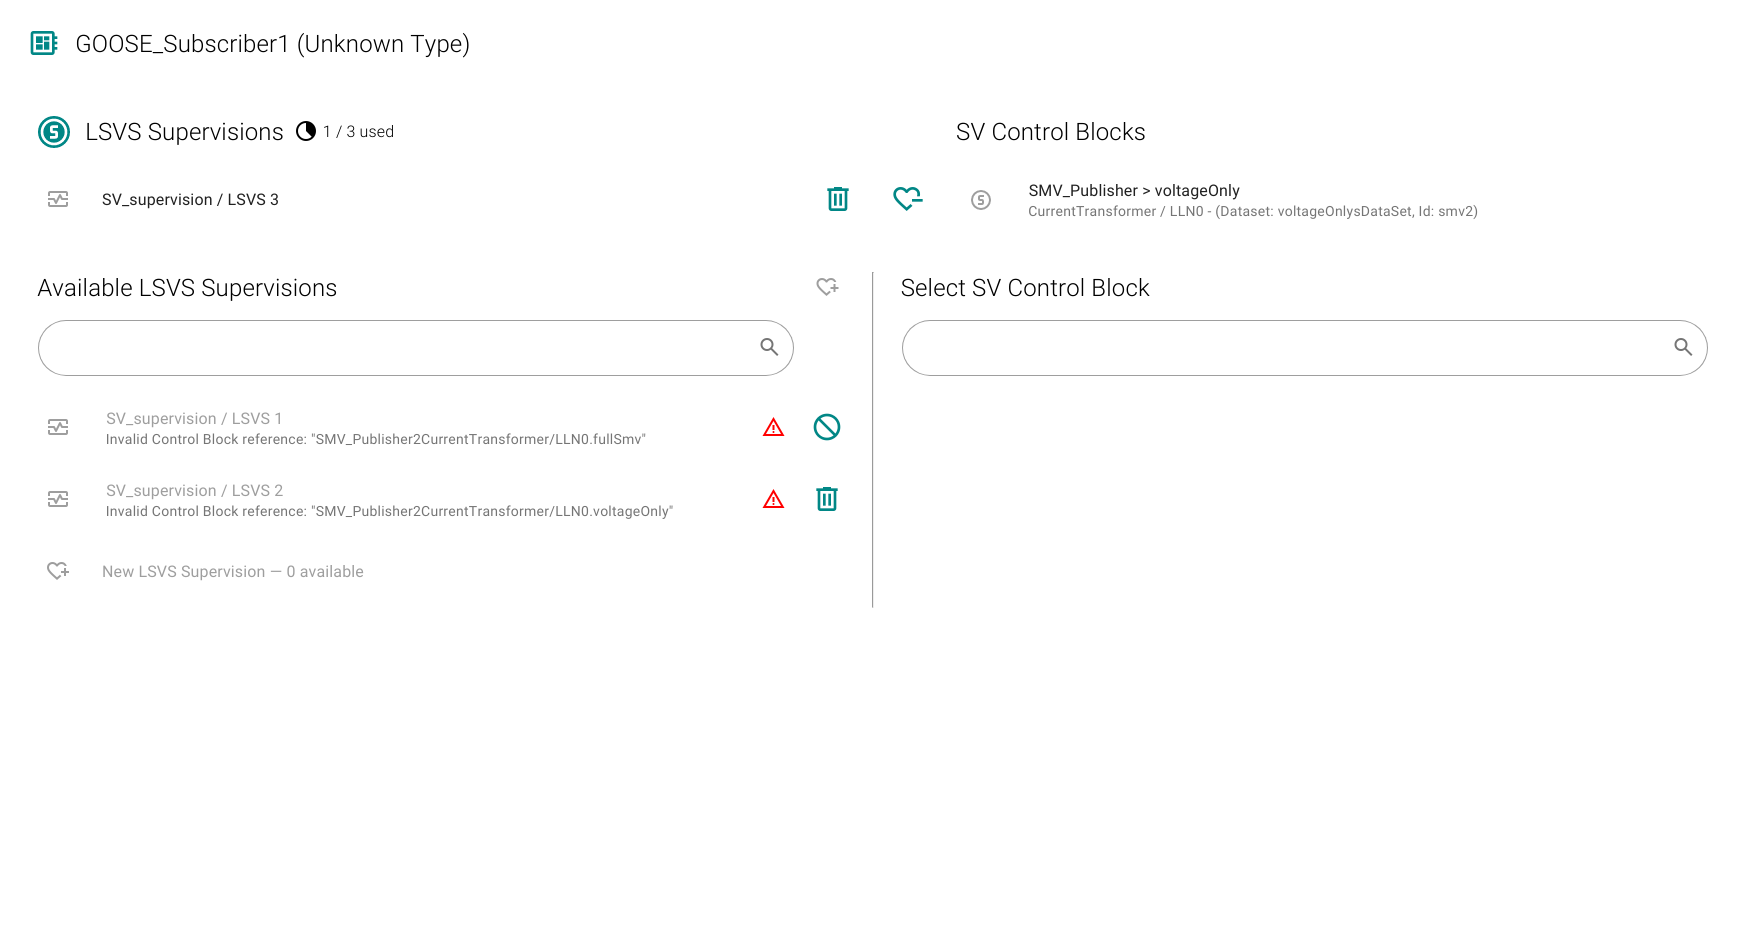 GOOSE_Subscriber1 (Unknown Type)
LSVS Supervisions 1 / 3 used
SV Control Blocks
SV_supervision / LSVS 3
SMV_Publisher > voltageOnly
CurrentTransformer / LLN0 - (Dataset: voltageOnlysDataSet, Id: smv2)
Available LSVS Supervisions
Select SV Control Block
SV_supervision / LSVS 1
Invalid Control Block reference: "SMV_Publisher2CurrentTransformer/LLN0.fullSmv"
SV_supervision / LSVS 2
Invalid Control Block reference: "SMV_Publisher2CurrentTransformer/LLN0.voltageOnly"
New LSVS Supervision — 0 available